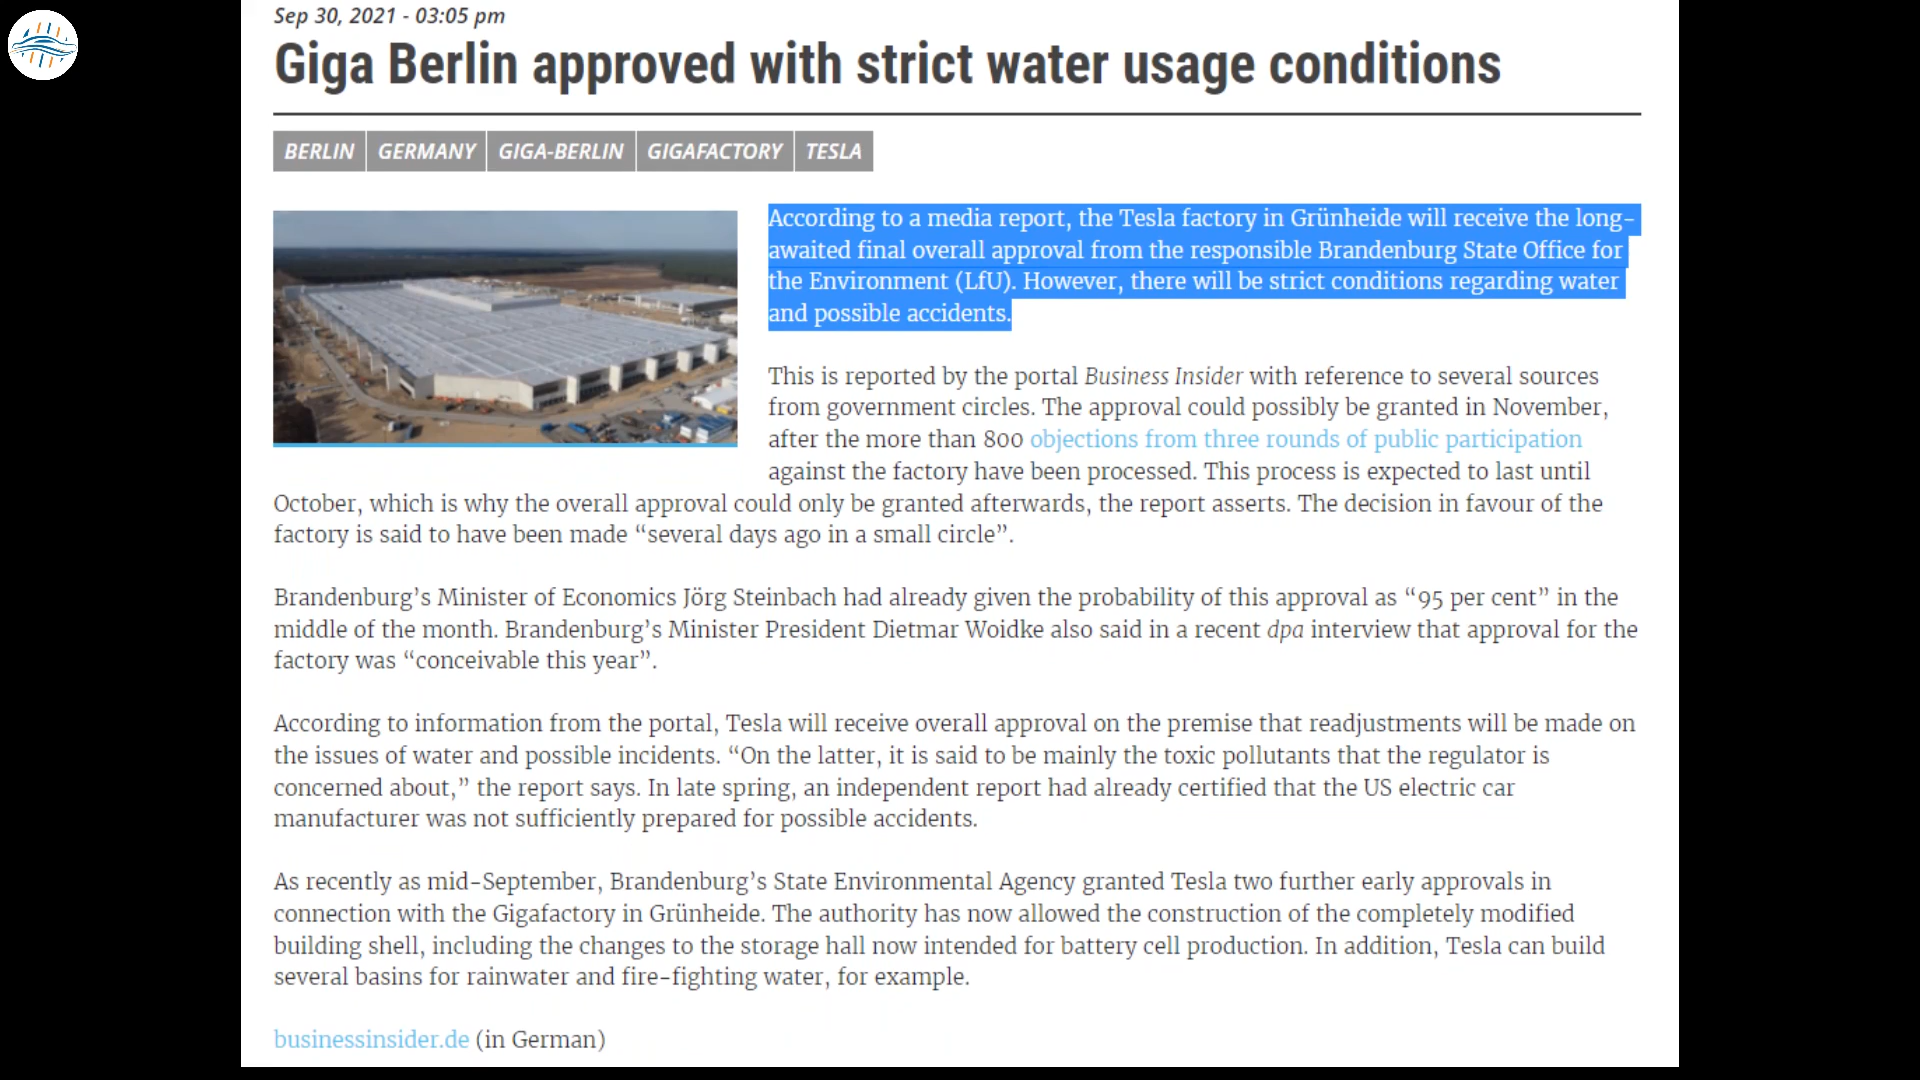 Sep 30, 2021 - 03:05 pm
Giga Berlin approved with strict water usage conditions
BERLIN GERMANY GIGA-BERLIN GIGAFACTORY TESLA
According to a media report, the Tesla factory in Grünheide will receive the long-
awaited final overall approval from the responsible Brandenburg State Office for
the Environment (LfU). However, there will be strict conditions regarding water
and possible accidents.
This is reported by the portal Business Insider with reference to several sources
from government circles. The approval could possibly be granted in November,
after the more than 800 objections from three rounds of public participation
against the factory have been processed. This process is expected to last until
October, which is why the overall approval could only be granted afterwards, the report asserts. The decision in favour of the
factory is said to have been made “several days ago in a small circle”.
Brandenburg’s Minister of Economics Jörg Steinbach had already given the probability of this approval as “95 per cent” in the
middle of the month. Brandenburg’s Minister President Dietmar Woidke also said in a recent dpa interview that approval for the
factory was “conceivable this year”.
According to information from the portal, Tesla will receive overall approval on the premise that readjustments will be made on
the issues of water and possible incidents. “On the latter, it is said to be mainly the toxic pollutants that the regulator is
concerned about,” the report says. In late spring, an independent report had already certified that the US electric car
manufacturer was not sufficiently prepared for possible accidents.
As recently as mid-September, Brandenburg’s State Environmental Agency granted Tesla two further early approvals in
connection with the Gigafactory in Grünheide. The authority has now allowed the construction of the completely modified
building shell, including the changes to the storage hall now intended for battery cell production. In addition, Tesla can build
several basins for rainwater and fire-fighting water, for example.
businessinsider.de (in German)